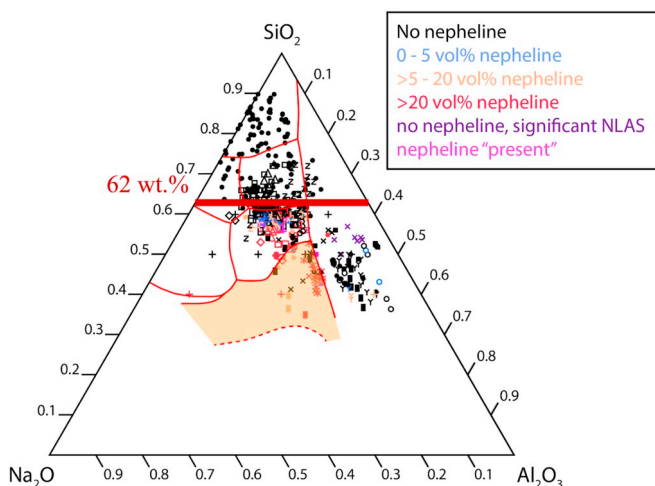 SiO2
No nepheline
0 - 5 vol% nepheline
>5 - 20 vol% nepheline
>20 vol% nepheline
no nepheline, significant NLAS
nepheline “present”
62 wt.%
0.9
0.8
0.7
0.6
0.5
0.4
0.3
0.2
0.1
0.1
0.2
0.3
0.4
0.5
0.6
0.7
0.8
0.9
Na2O
0.9
0.8
0.7
0.6
0.5
0.4
0.3
0.2
0.1
Al2O3